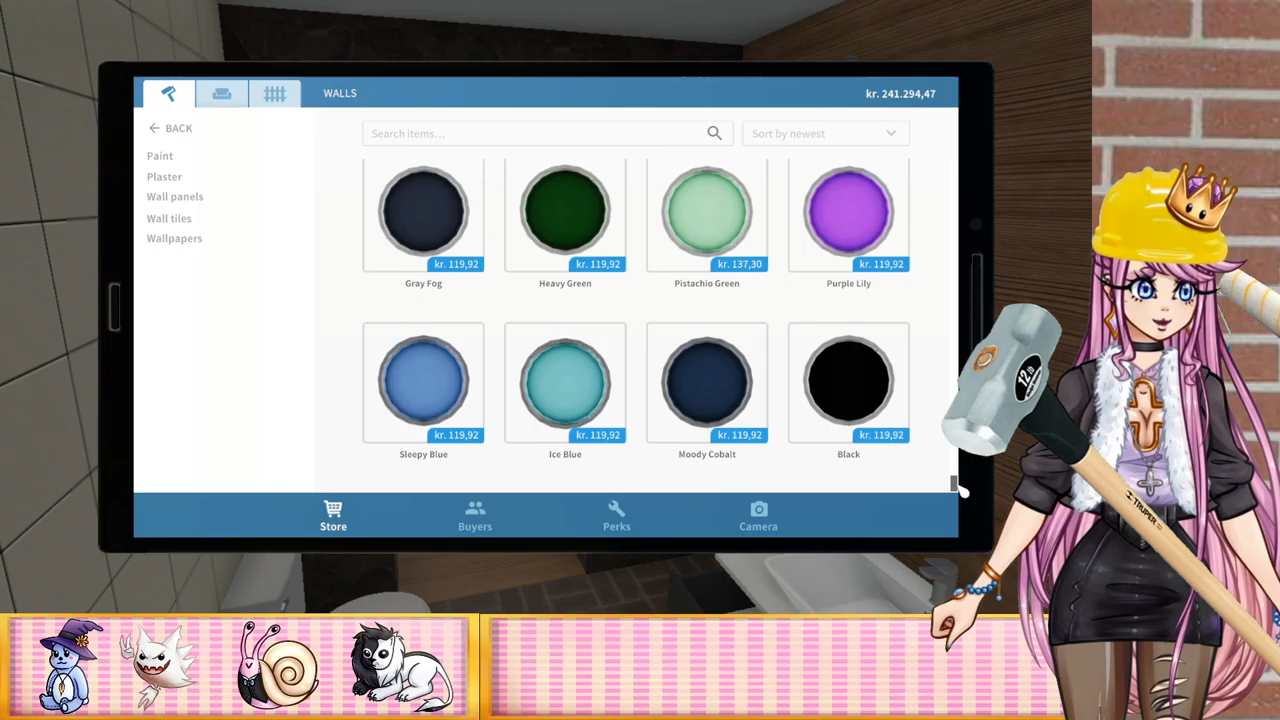 WALLS
kr. 241.294,47
BACK
Search items...
Sort by newest
Paint
Plaster
Wall panels
Wall tiles
Wallpapers
kr. 119,92
kr. 119,92
kr. 137,30
kr. 119,92
Gray Fog
Heavy Green
Pistachio Green
Purple Lily
kr. 119,92
kr. 119,92
kr. 119,92
kr. 119,92
Sleepy Blue
Ice Blue
Moody Cobalt
Black
Store
Buyers
Perks
Camera
12 lb
TRUPER